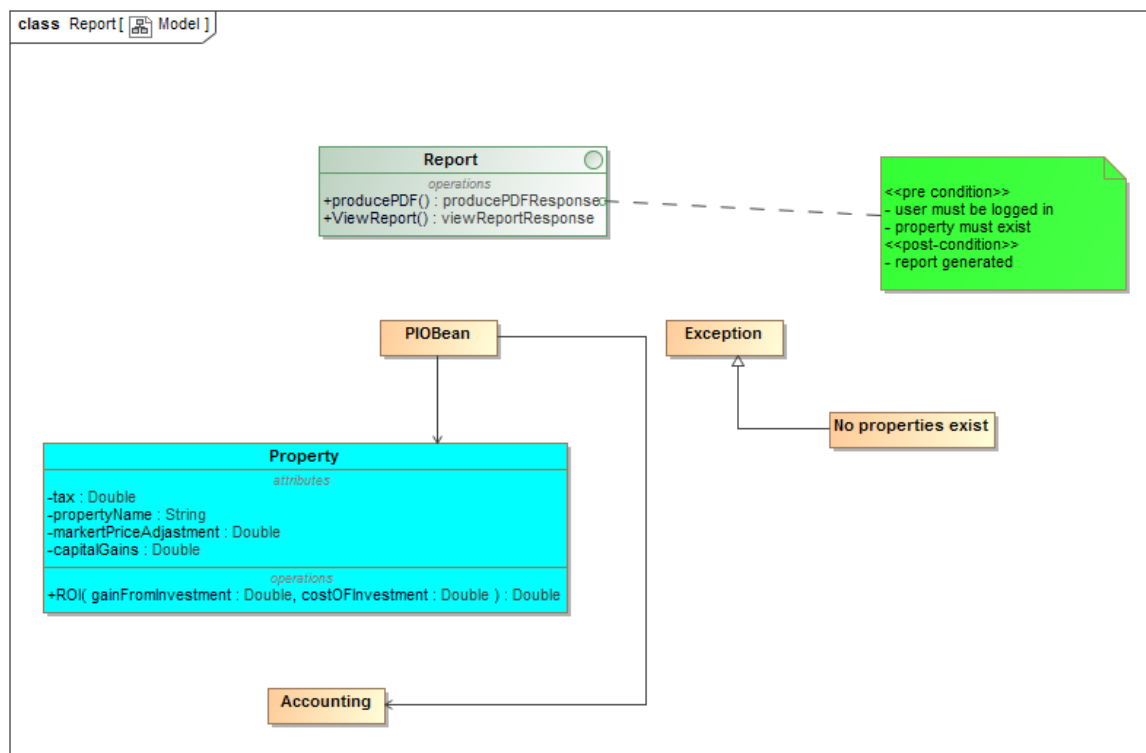 class Report [ Model ]
Report
operations
+producePDF() : producePDFResponse
+ViewReport() : viewReportResponse
<<pre condition>>
- user must be logged in
- property must exist
<<post-condition>>
- report generated
PIOBean
Exception
No properties exist
Property
attributes
-tax : Double
-propertyName : String
-markertPriceAdjastment : Double
-capitalGains : Double
operations
+ROI( gainFromInvestment : Double, costOFInvestment : Double ) : Double
Accounting